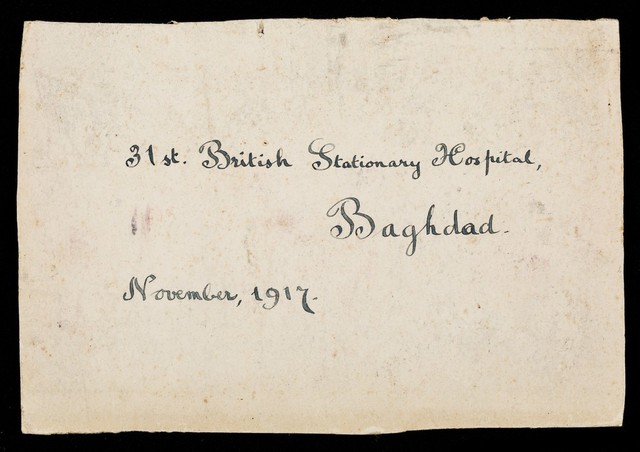 31st. British Stationary Hospital,
Baghdad.
November, 1917.